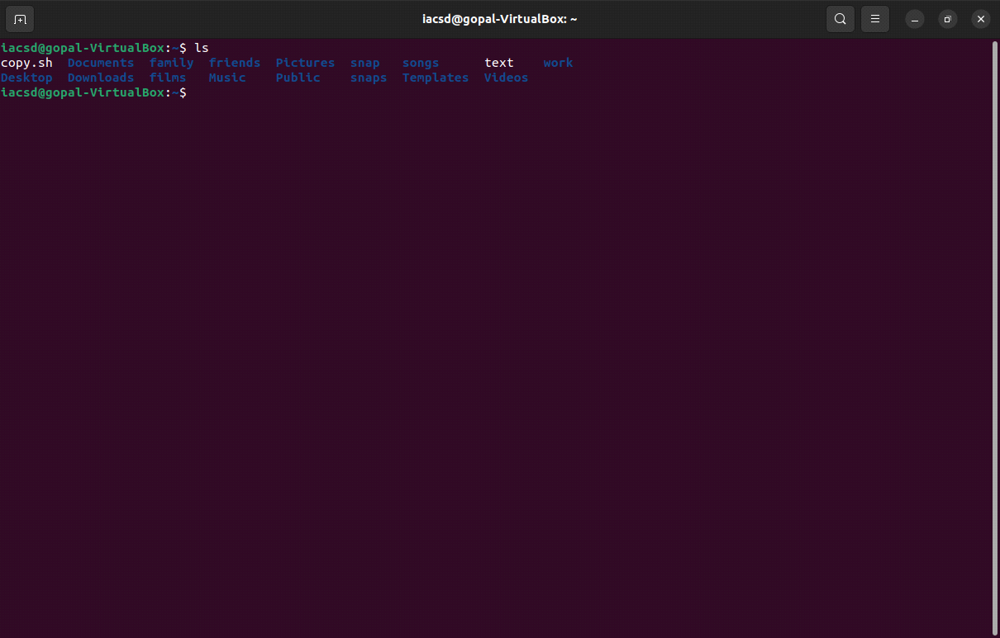 iacsd@gopal-VirtualBox: ~
iacsd@gopal-VirtualBox:~$ ls
copy.sh  Documents  family  friends  Pictures  snap  songs  text  work
Desktop  Downloads  films  Music  Public  snaps  Templates  Videos
iacsd@gopal-VirtualBox:~$